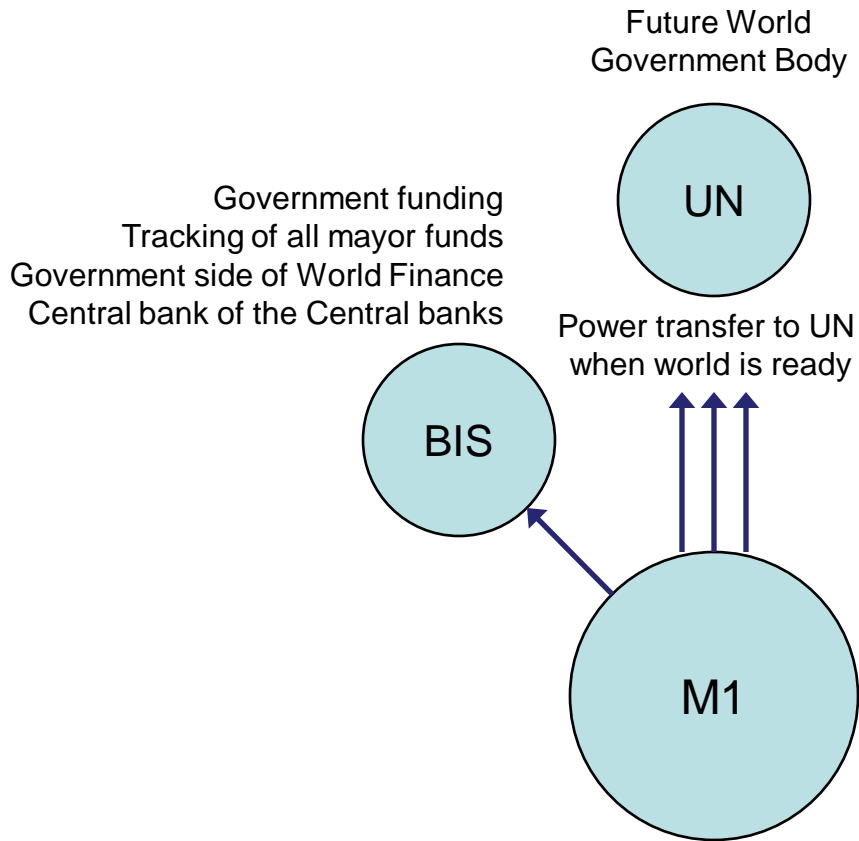 Future World
Government Body
UN
Government funding
Tracking of all mayor funds
Government side of World Finance
Central bank of the Central banks
Power transfer to UN
when world is ready
BIS
M1